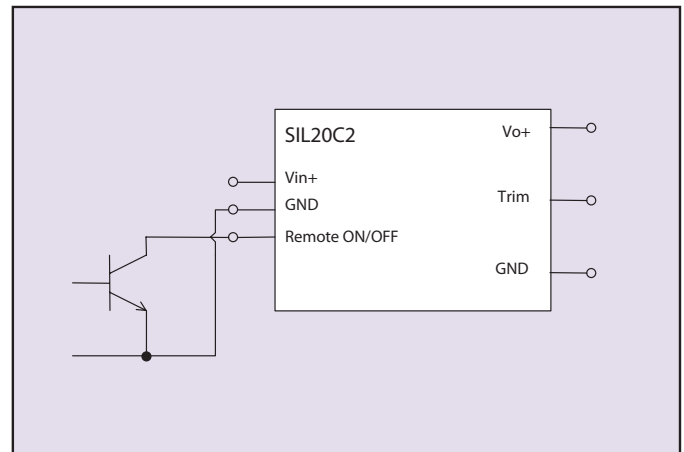 SIL20C2
Vin+
GND
Remote ON/OFF
Vo+
Trim
GND